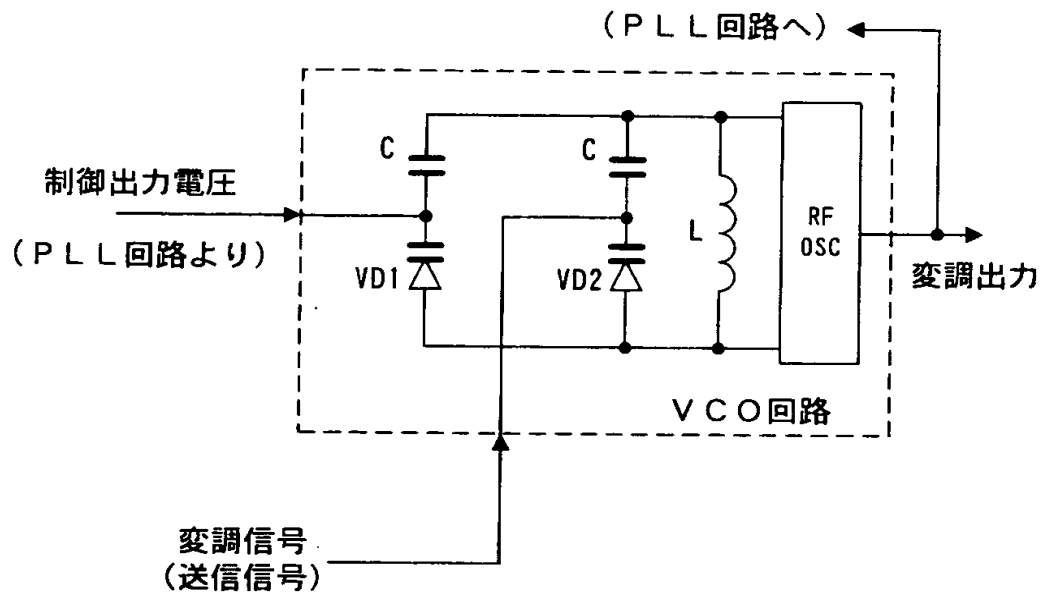 (PLL回路へ)
C
C
制御出力電圧
(PLL回路より)
VD1
VD2
L
RF
OSC
変調出力
VCO回路
変調信号
(送信信号)